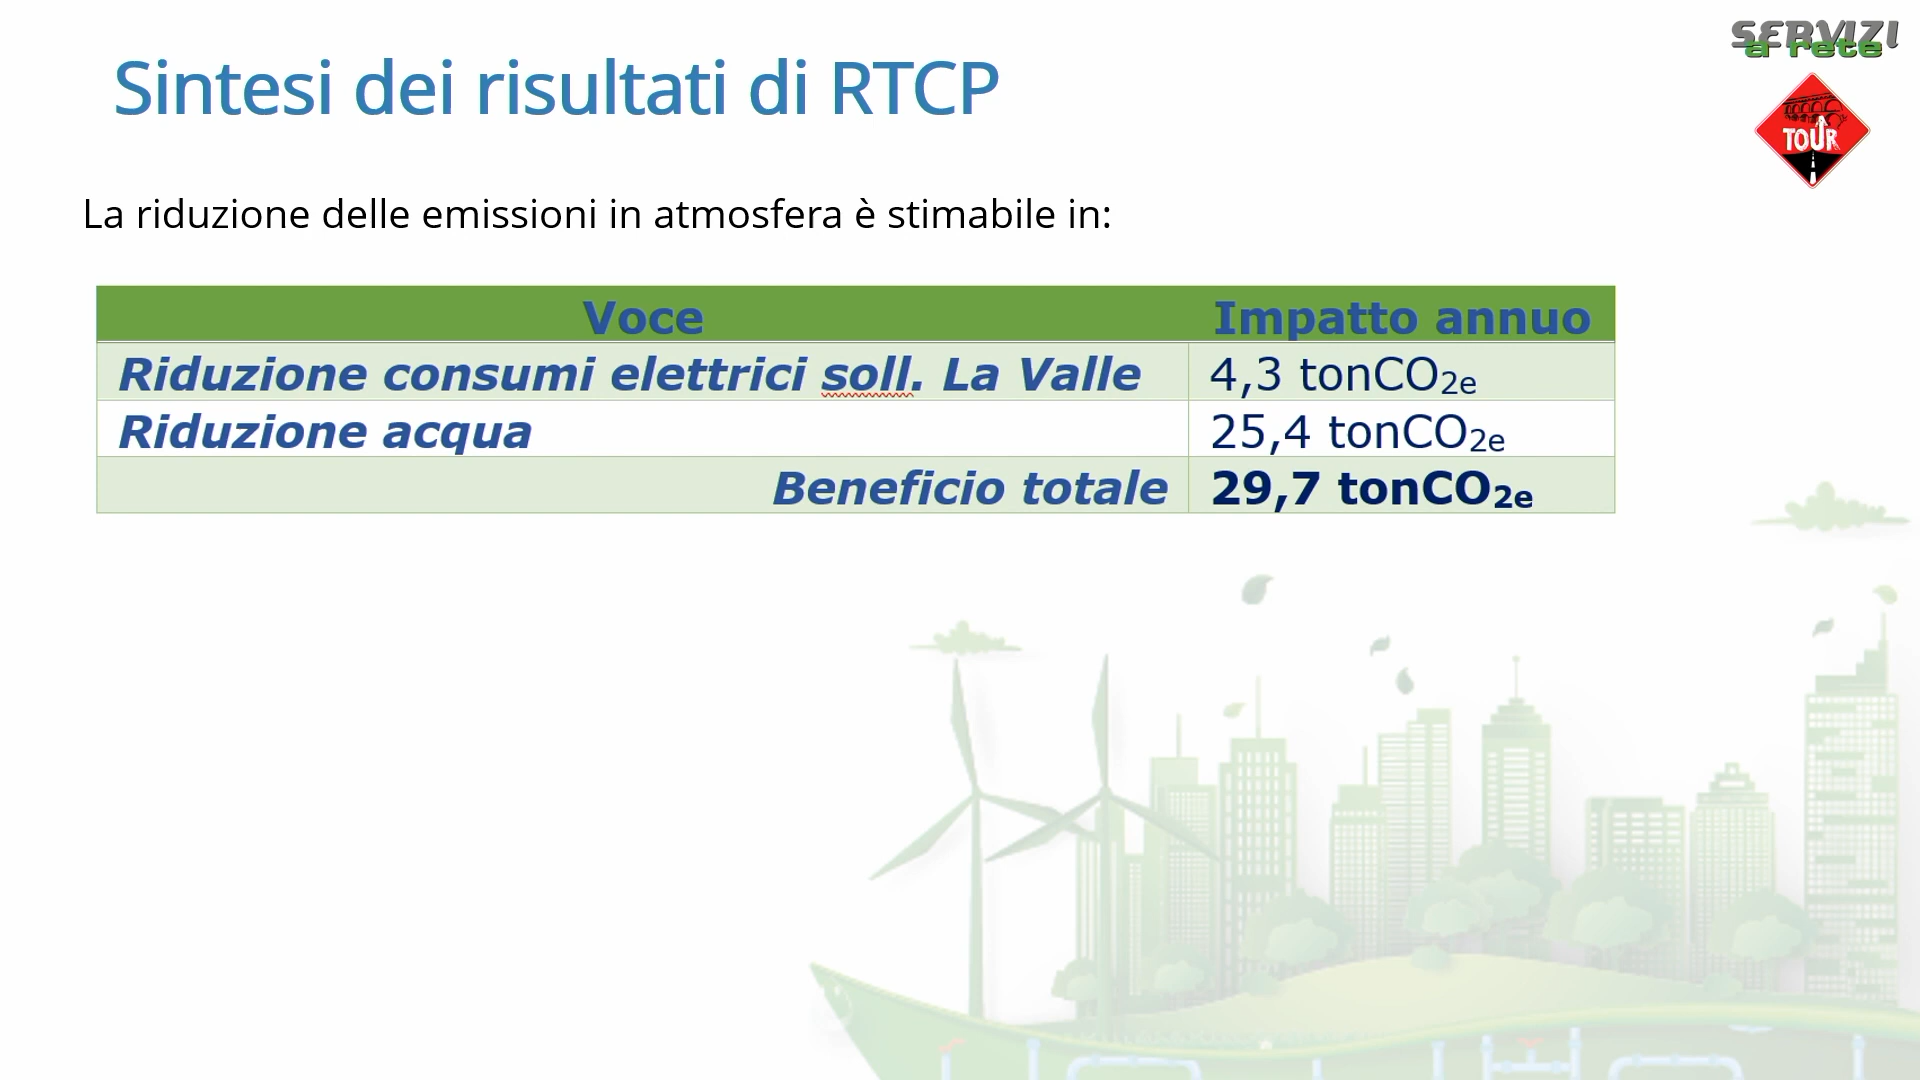 SERVIZI
a rete
TOUR
Sintesi dei risultati di RTCP
La riduzione delle emissioni in atmosfera è stimabile in:
Voce Impatto annuo
Riduzione consumi elettrici soll. La Valle 4,3 tonCO2e
Riduzione acqua 25,4 tonCO2e
Beneficio totale 29,7 tonCO2e